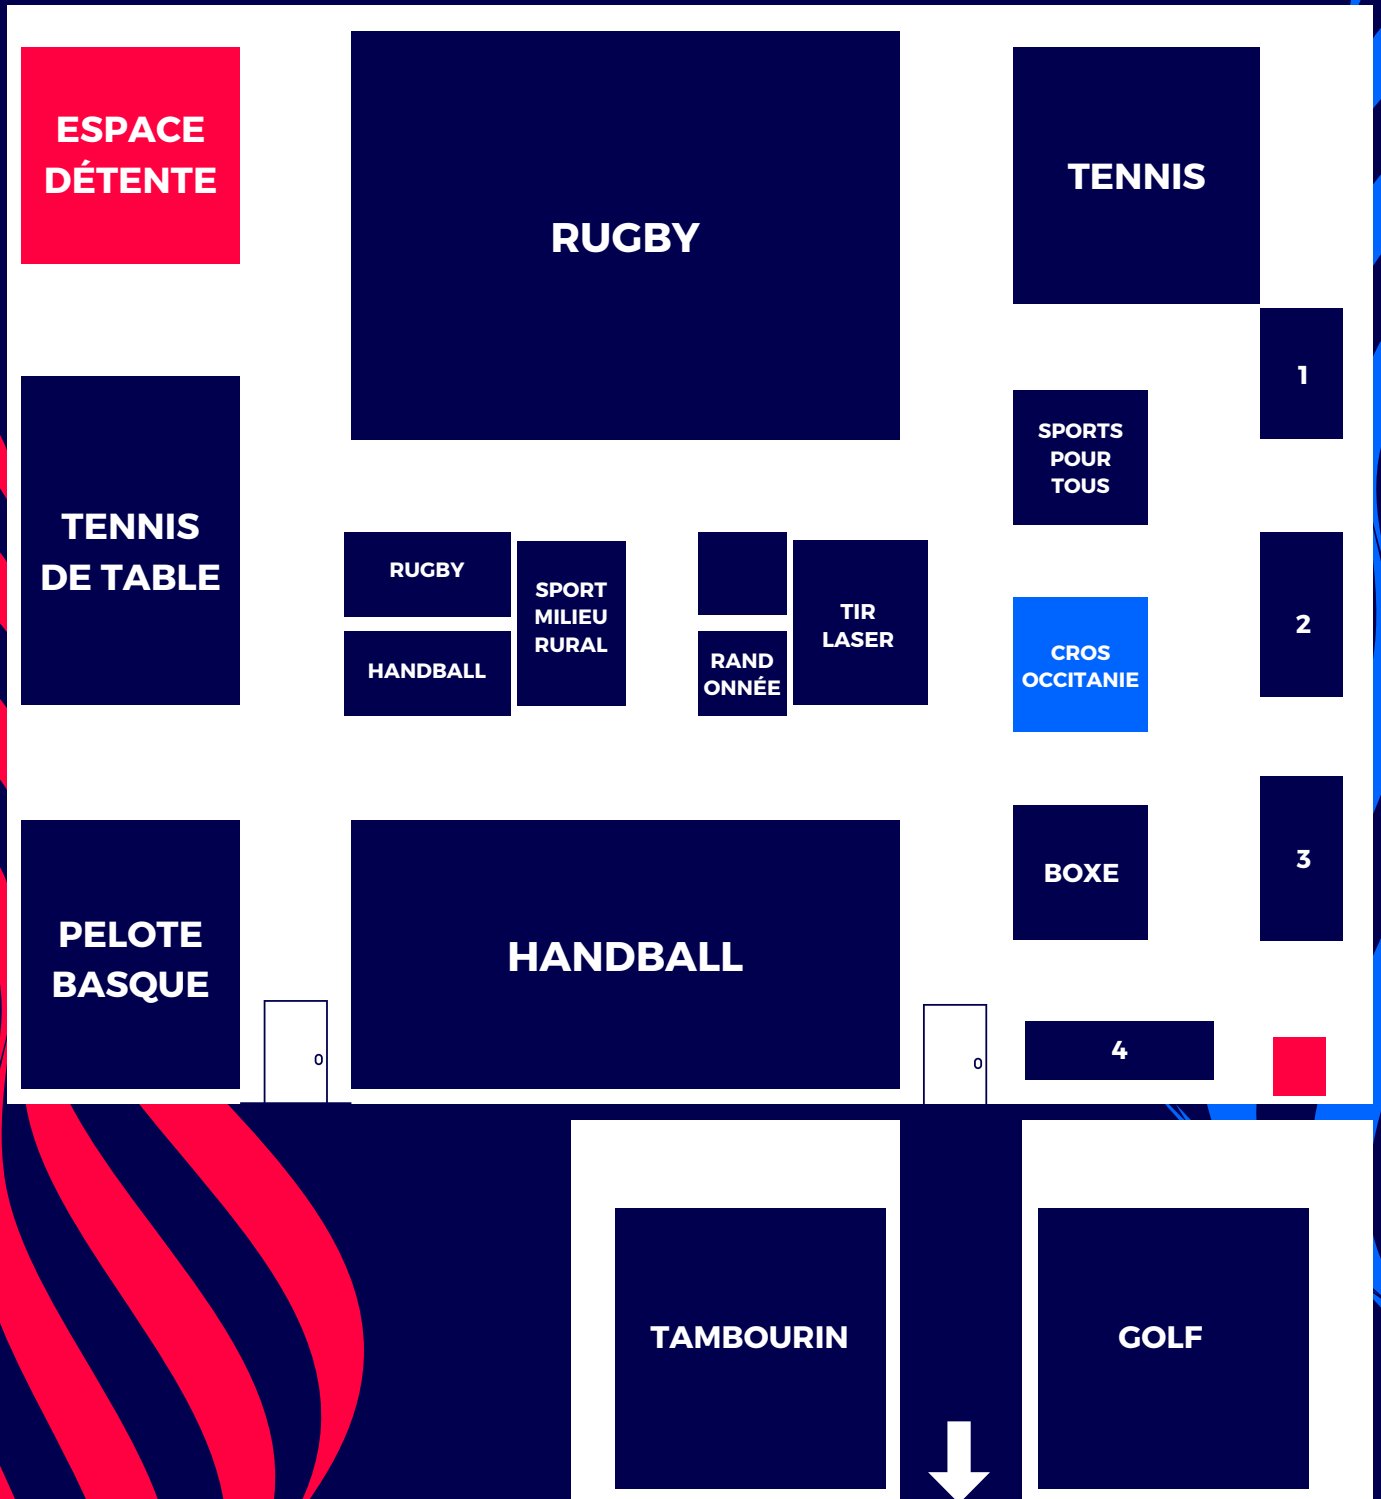 ESPACE
DÉTENTE
RUGBY
TENNIS
1
SPORTS
POUR
TOUS
TENNIS
DE TABLE
RUGBY
HANDBALL
SPORT
MILIEU
RURAL
RAND
ONNÉE
TIR
LASER
CROS
OCCITANIE
2
PELOTE
BASQUE
HANDBALL
BOXE
3
4
TAMBOURIN
GOLF